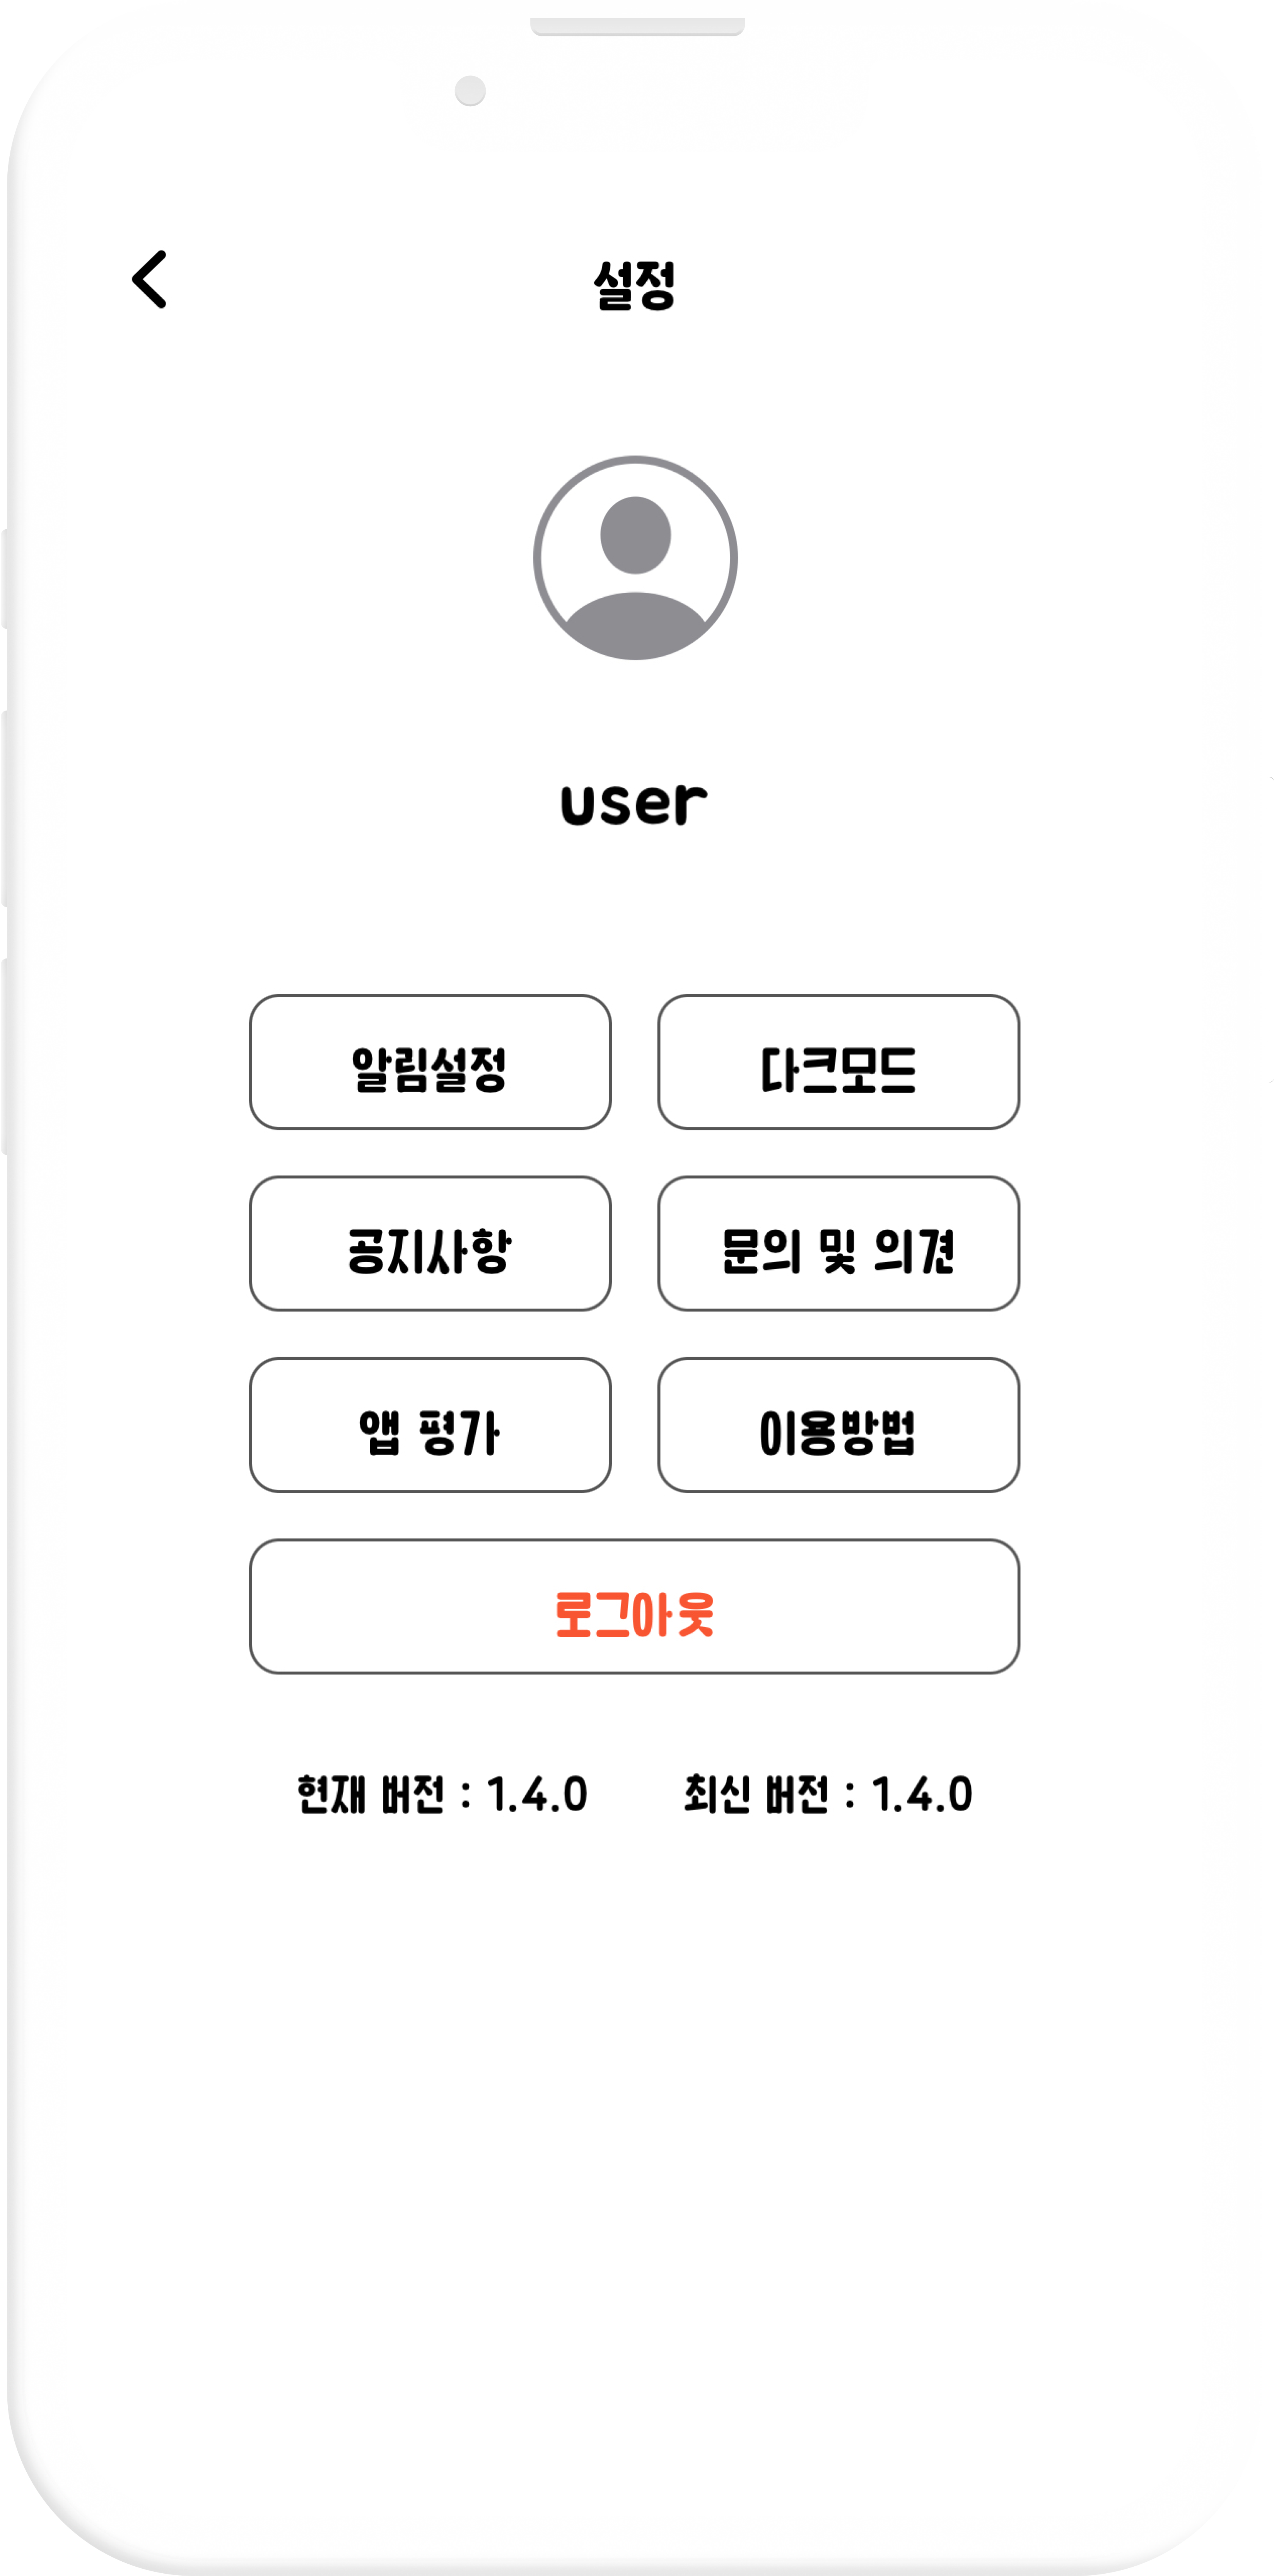 설정
user
알림설정 다크모드
공지사항 문의 및 의견
앱 평가 이용방법
로그아웃
현재 버전 : 1.4.0 최신 버전 : 1.4.0